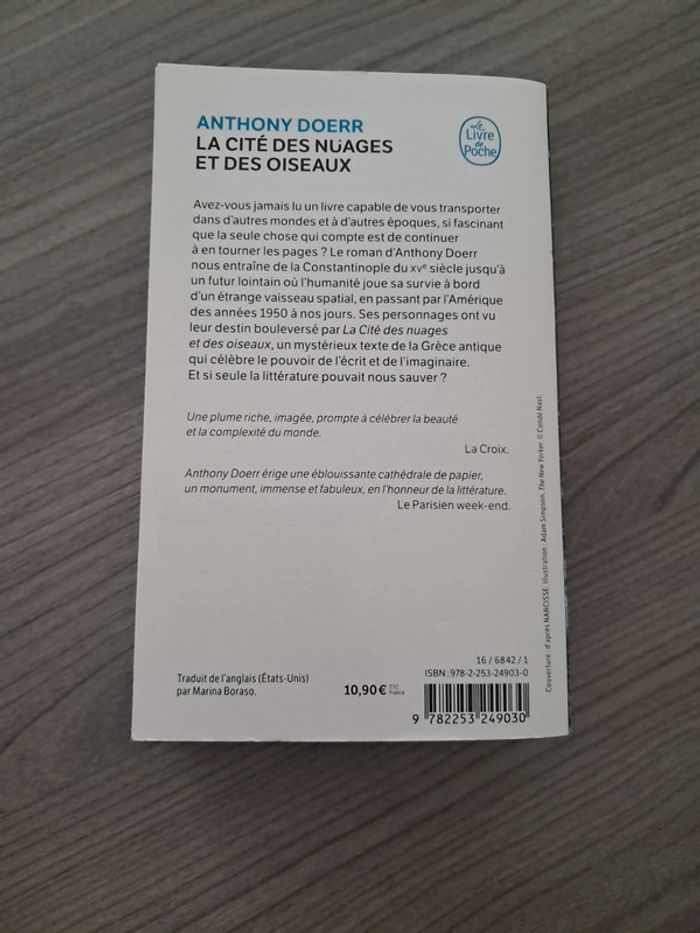 ANTHONY DOERR
LA CITÉ DES NUAGES
ET DES OISEAUX
Le
Livre
de
Poche
Avez-vous jamais lu un livre capable de vous transporter
dans d'autres mondes et à d'autres époques, si fascinant
que la seule chose qui compte est de continuer
à en tourner les pages ? Le roman d'Anthony Doerr
nous entraîne de la Constantinople du XVe siècle jusqu'à
un futur lointain où l'humanité joue sa survie à bord
d'un étrange vaisseau spatial, en passant par l'Amérique
des années 1950 à nos jours. Ses personnages ont vu
leur destin bouleversé par La Cité des nuages
et des oiseaux, un mystérieux texte de la Grèce antique
qui célèbre le pouvoir de l'écrit et de l'imaginaire.
Et si seule la littérature pouvait nous sauver ?
Une plume riche, imagée, prompte à célébrer la beauté
et la complexité du monde.
La Croix.
Anthony Doerr érige une éblouissante cathédrale de papier,
un monument, immense et fabuleux, en l'honneur de la littérature.
Le Parisien week-end.
Couverture : d'après NARCISSE. Illustration : Adam Simpson, The New Yorker. © Condé Nast.
Traduit de l'anglais (États-Unis)
par Marina Boraso.
10,90 € TTC
France
16 / 6842 / 1
ISBN : 978-2-253-24903-0
9 782253 249030